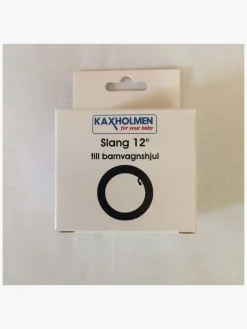 KAXHOLMEN
for your baby
Slang 12"
till barnvagnshjul